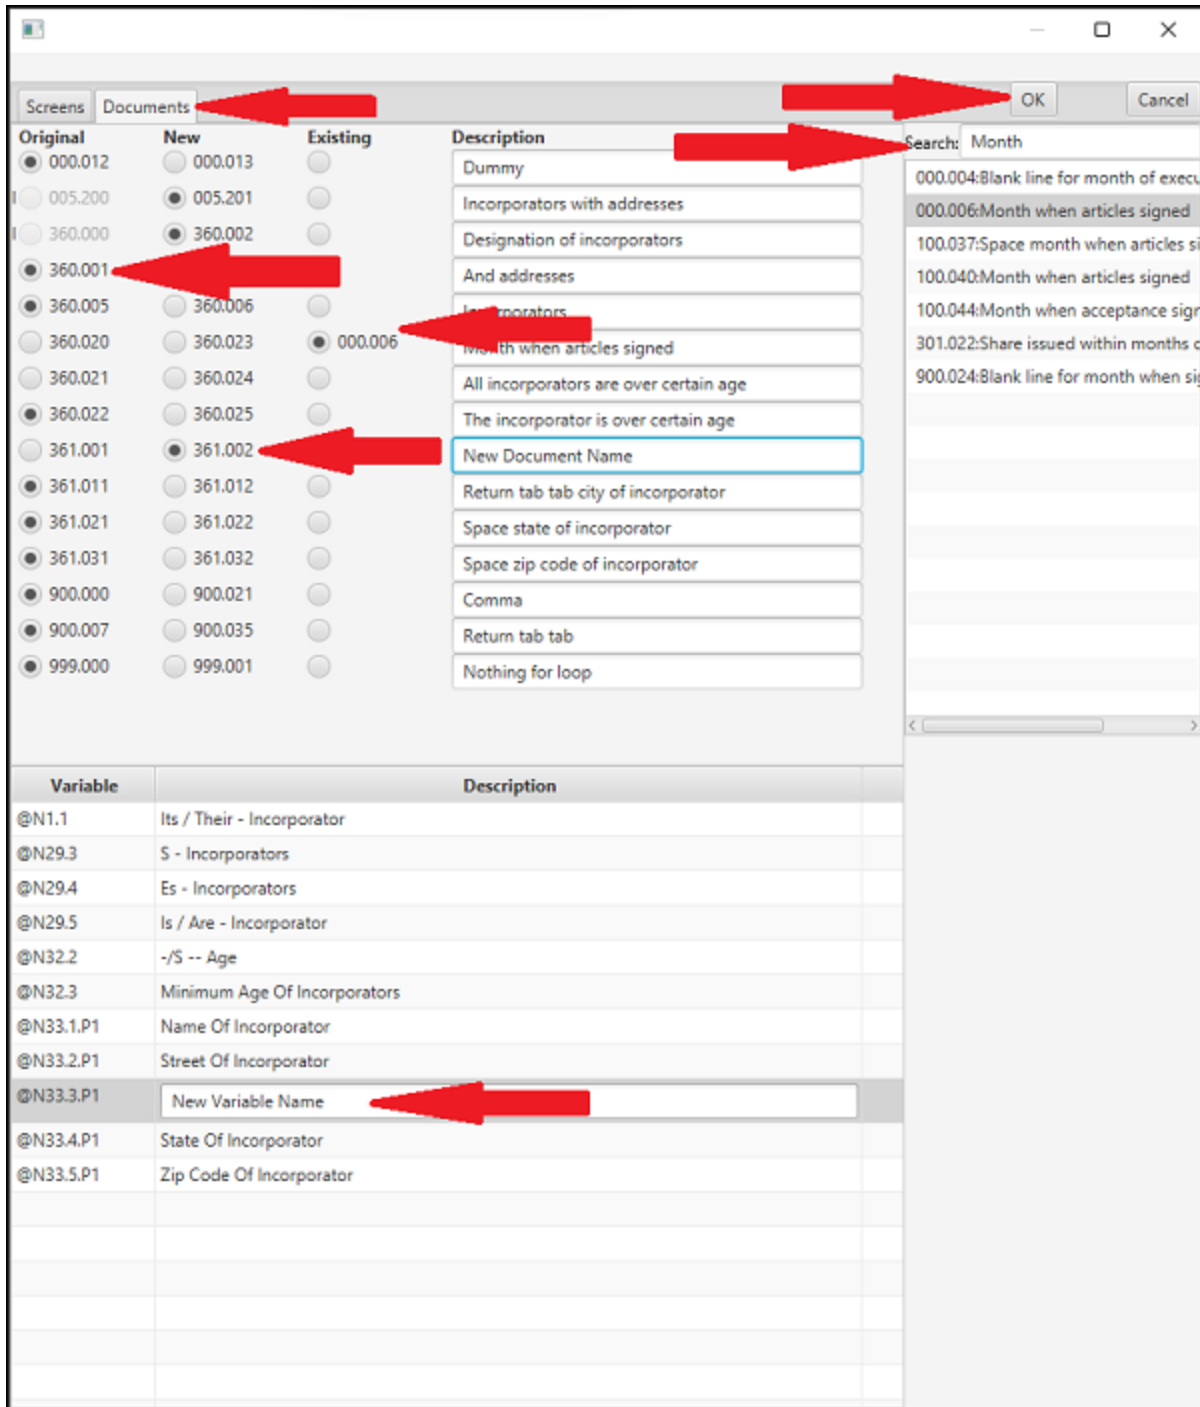 Screens Documents OK Cancel
Original New Existing Description Search: Month
000.012 000.013 Dummy
005.200 005.201 Incorporators with addresses
360.000 360.002 Designation of incorporators
360.001 And addresses
360.005 360.006 Incorporators
360.020 360.023 000.006 Month when articles signed
360.021 360.024 All incorporators are over certain age
360.022 360.025 The incorporator is over certain age
361.001 361.002 New Document Name
361.011 361.012 Return tab tab city of incorporator
361.021 361.022 Space state of incorporator
361.031 361.032 Space zip code of incorporator
900.000 900.021 Comma
900.007 900.035 Return tab tab
999.000 999.001 Nothing for loop
000.004:Blank line for month of execu
000.006:Month when articles signed
100.037:Space month when articles si
100.040:Month when articles signed
100.044:Month when acceptance sigr
301.022:Share issued within months c
900.024:Blank line for month when sig
Variable Description
@N1.1 Its / Their - Incorporator
@N29.3 S - Incorporators
@N29.4 Es - Incorporators
@N29.5 Is / Are - Incorporator
@N32.2 -/S -- Age
@N32.3 Minimum Age Of Incorporators
@N33.1.P1 Name Of Incorporator
@N33.2.P1 Street Of Incorporator
@N33.3.P1 New Variable Name
@N33.4.P1 State Of Incorporator
@N33.5.P1 Zip Code Of Incorporator